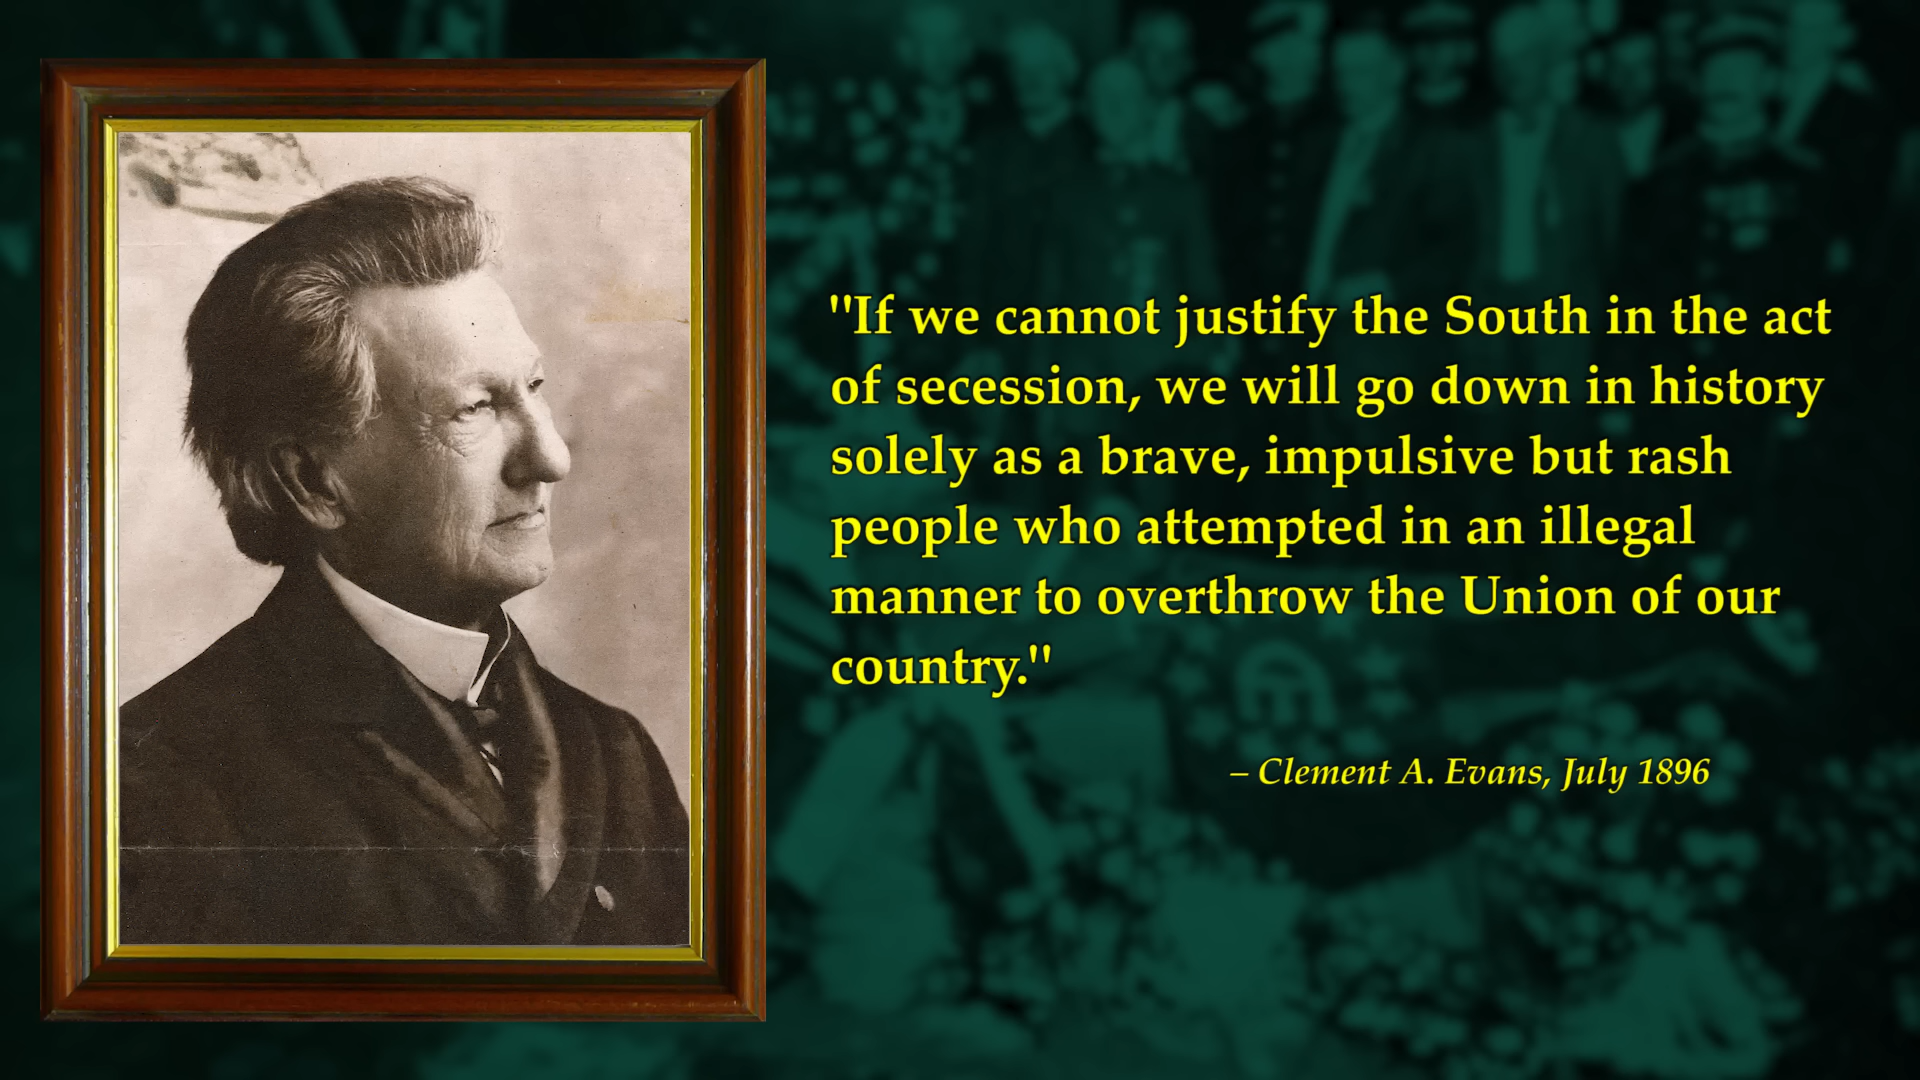 "If we cannot justify the South in the act
of secession, we will go down in history
solely as a brave, impulsive but rash
people who attempted in an illegal
manner to overthrow the Union of our
country."
– Clement A. Evans, July 1896